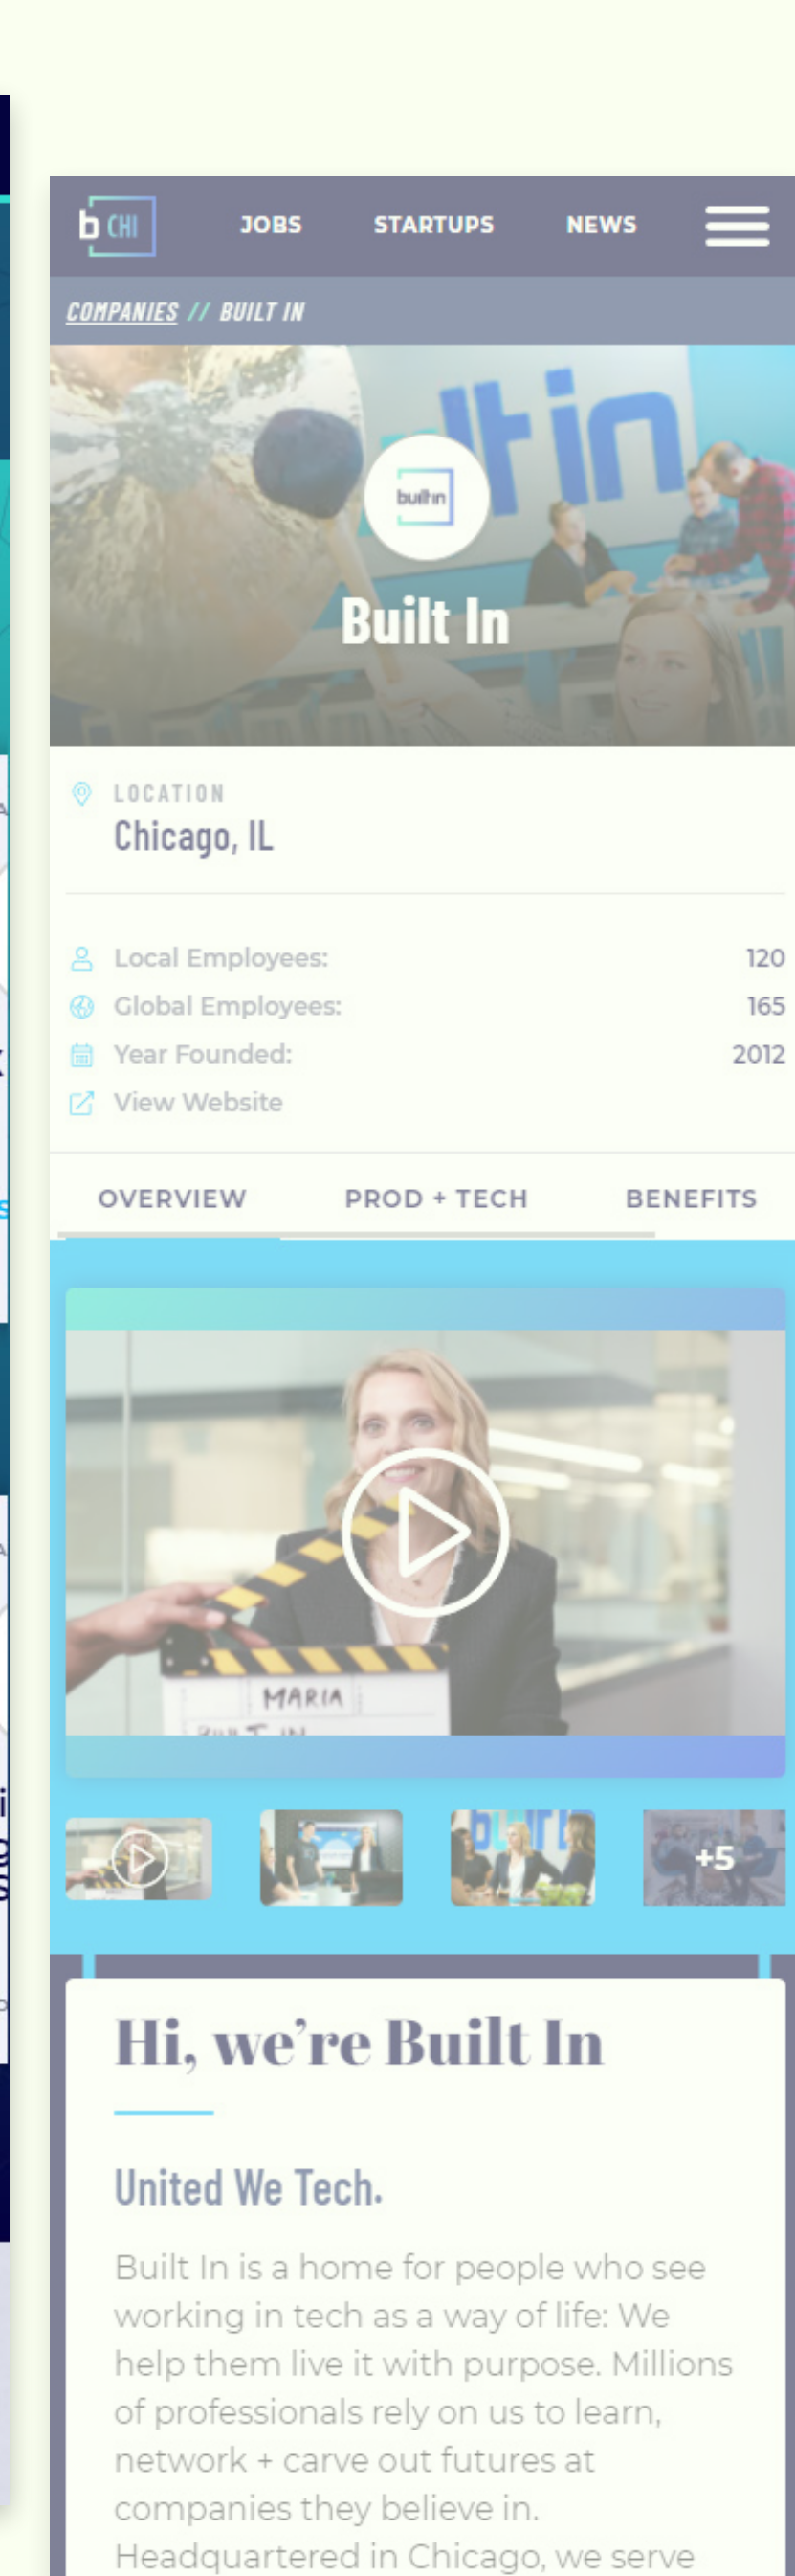 b CHI
JOBS
STARTUPS
NEWS
COMPANIES // BUILT IN
builtin
Built In
LOCATION
Chicago, IL
Local Employees: 120
Global Employees: 165
Year Founded: 2012
View Website
OVERVIEW
PROD + TECH
BENEFITS
MARIA
BUILT IN
+5
Hi, we’re Built In
United We Tech.
Built In is a home for people who see
working in tech as a way of life: We
help them live it with purpose. Millions
of professionals rely on us to learn,
network + carve out futures at
companies they believe in.
Headquartered in Chicago, we serve